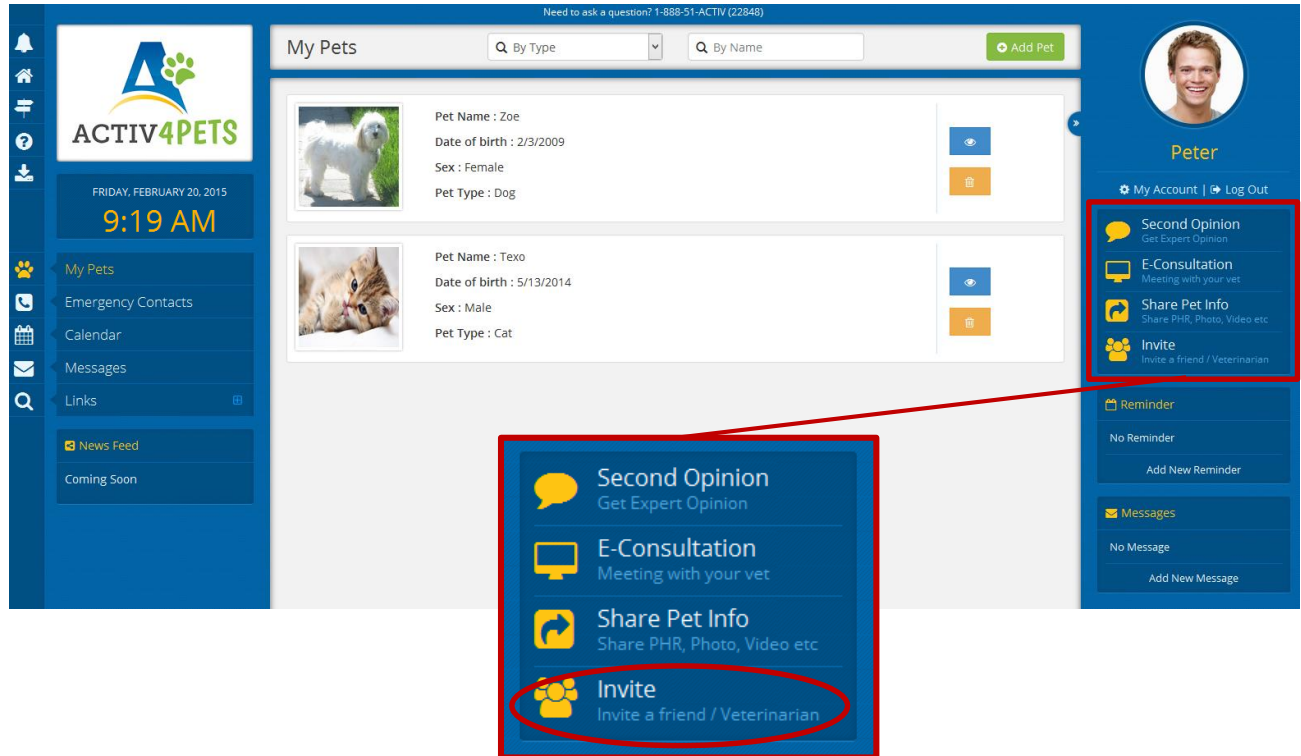 Need to ask a question? 1-888-51-ACTIV (22848)
ACTIV4PETS
FRIDAY, FEBRUARY 20, 2015
9:19 AM
My Pets
Emergency Contacts
Calendar
Messages
Links
News Feed
Coming Soon
My Pets
By Type
By Name
Add Pet
Pet Name : Zoe
Date of birth : 2/3/2009
Sex : Female
Pet Type : Dog
Pet Name : Texo
Date of birth : 5/13/2014
Sex : Male
Pet Type : Cat
Peter
My Account | Log Out
Second Opinion
Get Expert Opinion
E-Consultation
Meeting with your vet
Share Pet Info
Share PHR, Photo, Video etc
Invite
Invite a friend / Veterinarian
Reminder
No Reminder
Add New Reminder
Messages
No Message
Add New Message
Second Opinion
Get Expert Opinion
E-Consultation
Meeting with your vet
Share Pet Info
Share PHR, Photo, Video etc
Invite
Invite a friend / Veterinarian